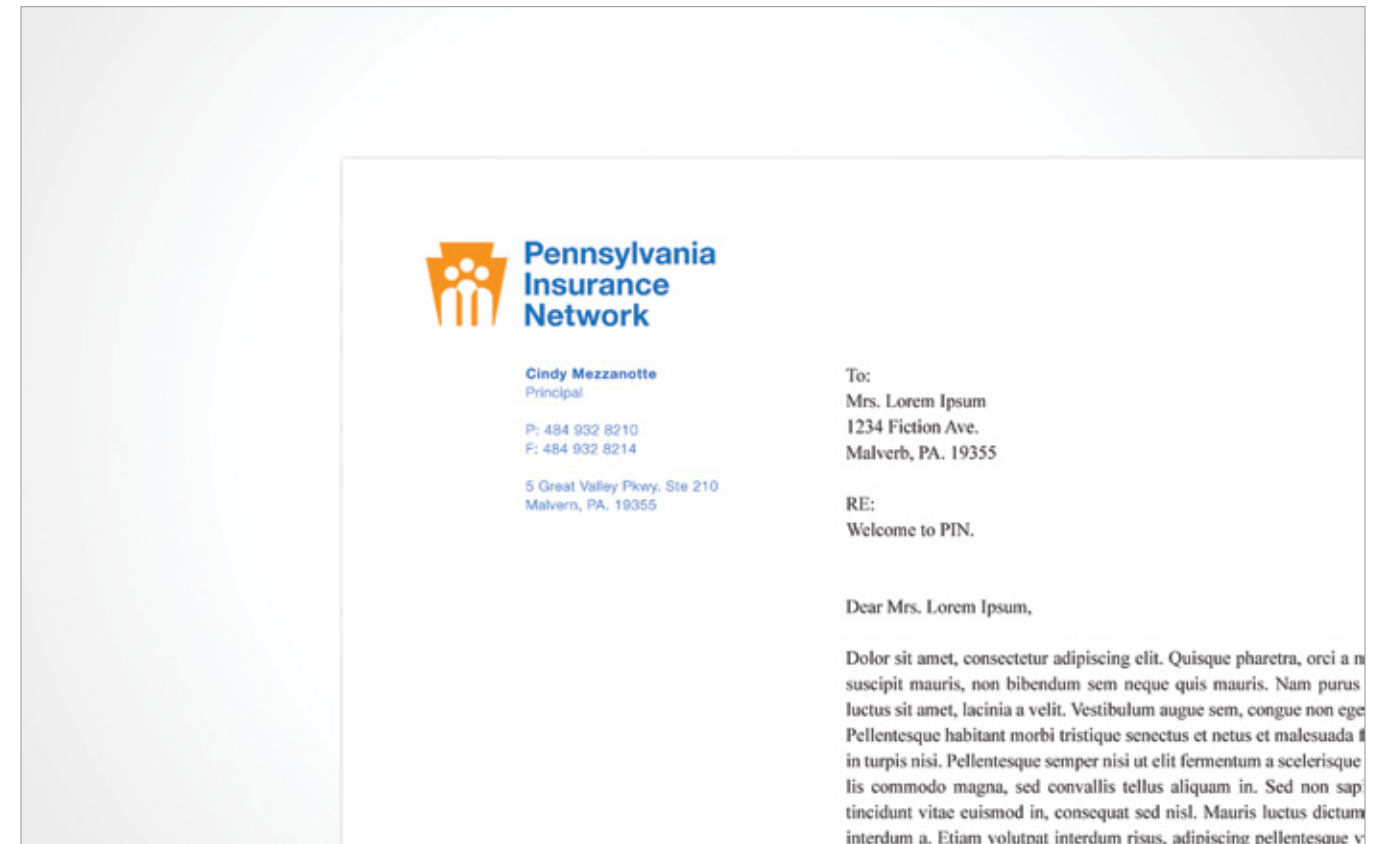 Pennsylvania
Insurance
Network
Cindy Mezzanotte
Principal
P: 484 932 8210
F: 484 932 8214
5 Great Valley Pkwy. Ste 210
Malvern, PA. 19355
To:
Mrs. Lorem Ipsum
1234 Fiction Ave.
Malverb, PA. 19355
RE:
Welcome to PIN.
Dear Mrs. Lorem Ipsum,
Dolor sit amet, consectetur adipiscing elit. Quisque pharetra, orci a
suscipit mauris, non bibendum sem neque quis mauris. Nam purus
luctus sit amet, lacinia a velit. Vestibulum augue sem, congue non
Pellentesque habitant morbi tristique senectus et netus et malesuada
in turpis nisi. Pellentesque semper nisi ut elit fermentum a scelerisque
lis commodo magna, sed convallis tellus aliquam in. Sed non
tincidunt vitae euismod in, consequat sed nisl. Mauris luctus dictum
interdum a. Etiam volutpat interdum risus, adipiscing pellentesque